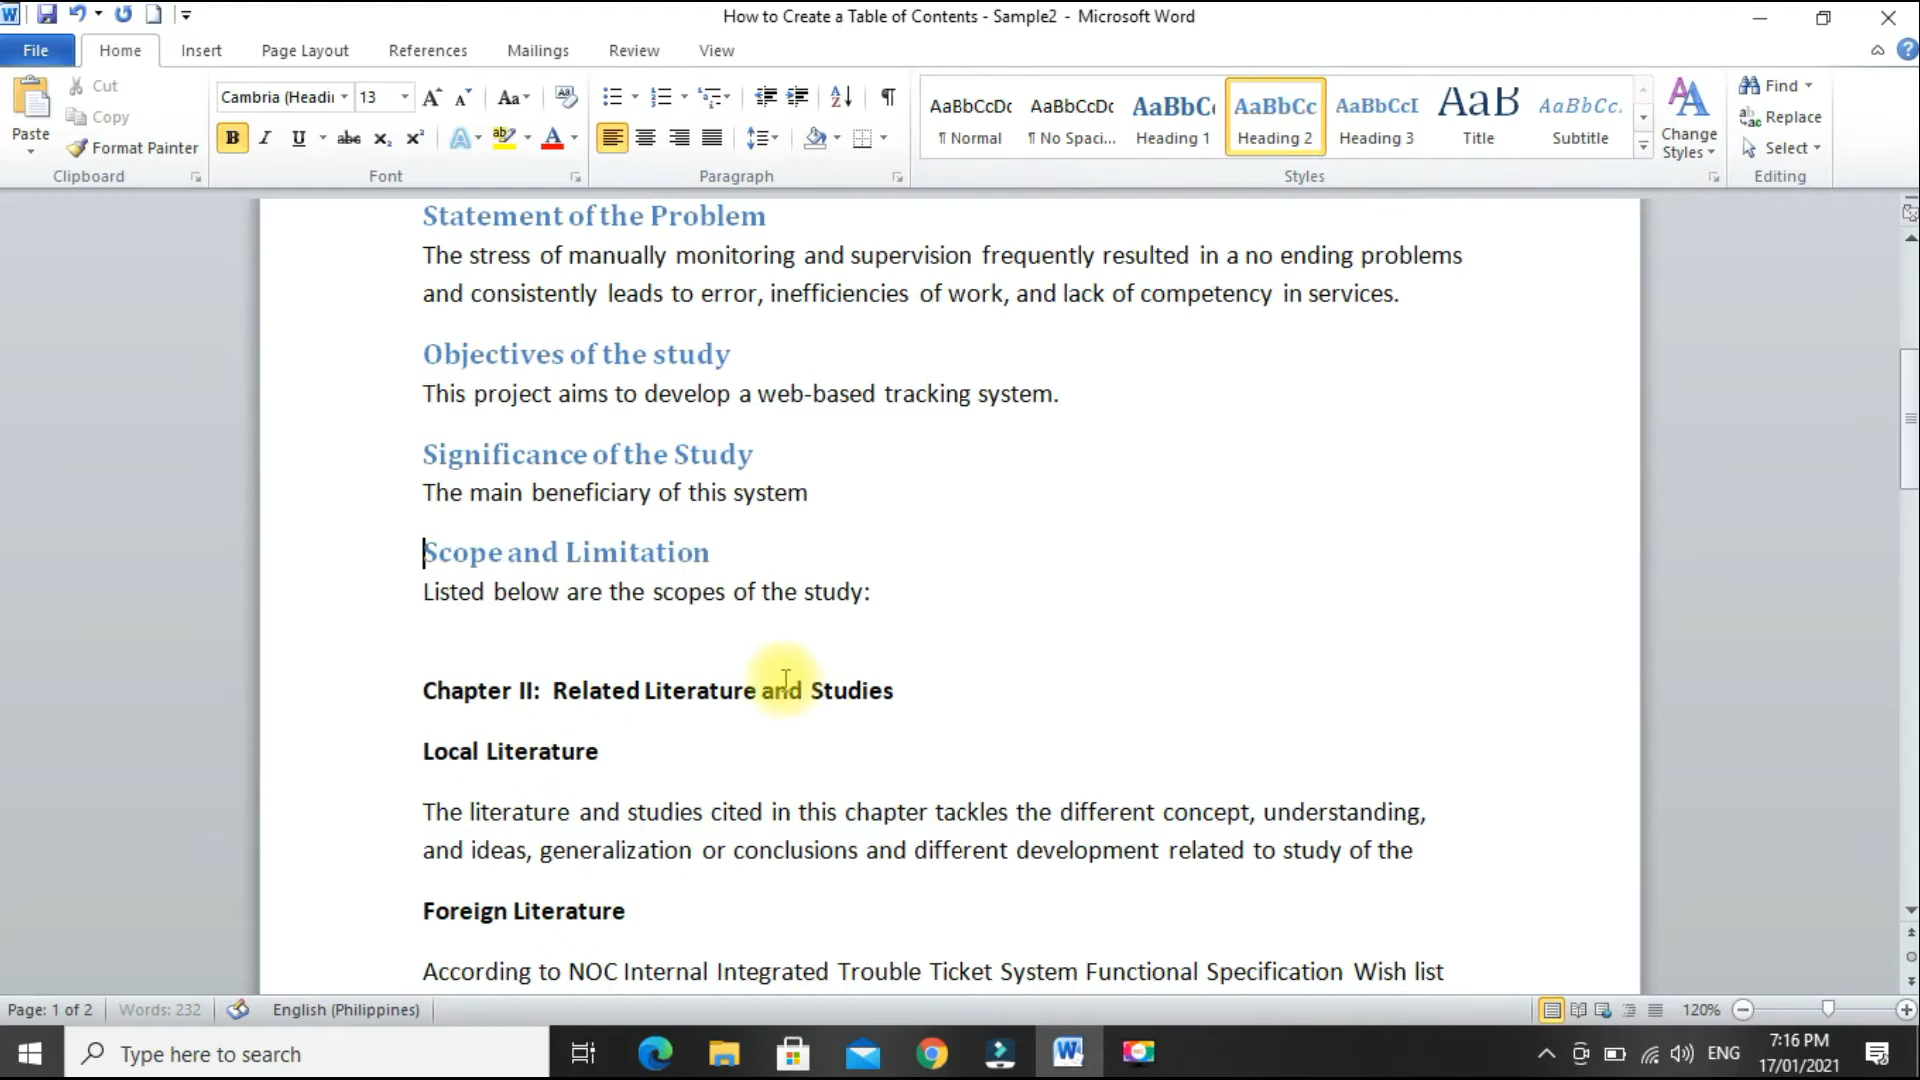 How to Create a Table of Contents - Sample2 - Microsoft Word
File Home Insert Page Layout References Mailings Review View
Paste
Cut
Copy
Format Painter
Clipboard
Cambria (Headi 13
Font
Paragraph
AaBbCcDc AaBbCcDc AaBbC AaBbCc AaBbCcI AaB AaBbCc.
¶ Normal ¶ No Spaci... Heading 1 Heading 2 Heading 3 Title Subtitle
Change
Styles
Styles
Find
Replace
Select
Editing
Statement of the Problem
The stress of manually monitoring and supervision frequently resulted in a no ending problems
and consistently leads to error, inefficiencies of work, and lack of competency in services.
Objectives of the study
This project aims to develop a web-based tracking system.
Significance of the Study
The main beneficiary of this system
Scope and Limitation
Listed below are the scopes of the study:
Chapter II: Related Literature and Studies
Local Literature
The literature and studies cited in this chapter tackles the different concept, understanding,
and ideas, generalization or conclusions and different development related to study of the
Foreign Literature
According to NOC Internal Integrated Trouble Ticket System Functional Specification Wish list
Page: 1 of 2 Words: 232 English (Philippines) 120%
Type here to search
ENG
7:16 PM
17/01/2021